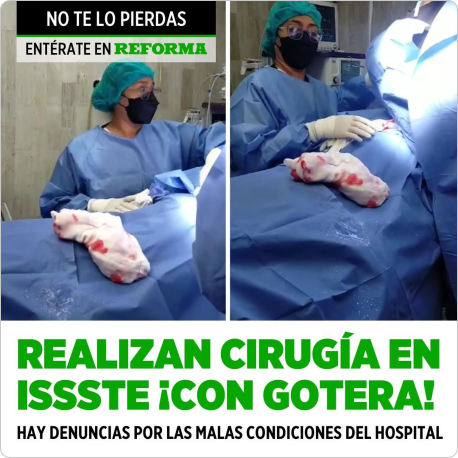 NO TE LO PIERDAS
ENTÉRATE EN REFORMA
REALIZAN CIRUGÍA EN
ISSSTE ¡CON GOTERA!
HAY DENUNCIAS POR LAS MALAS CONDICIONES DEL HOSPITAL